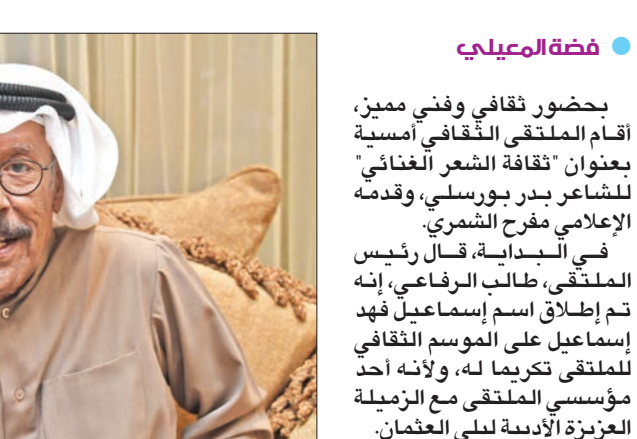 فضة المعيلي
بحضور ثقافي وفني مميز،
أقام الملتقى الثقافي أمسية
بعنوان "ثقافة الشعر الغنائي"
للشاعر بدر بورسلي، وقدمه
الإعلامي مفرح الشمري.
في البداية، قال رئيس
الملتقى، طالب الرفاعي، إنه
تم إطلاق اسم إسماعيل فهد
إسماعيل على الموسم الثقافي
للملتقى تكريما له، ولأنه أحد
مؤسسي الملتقى مع الزميلة
العزيزة الأديبة ليلى العثمان.